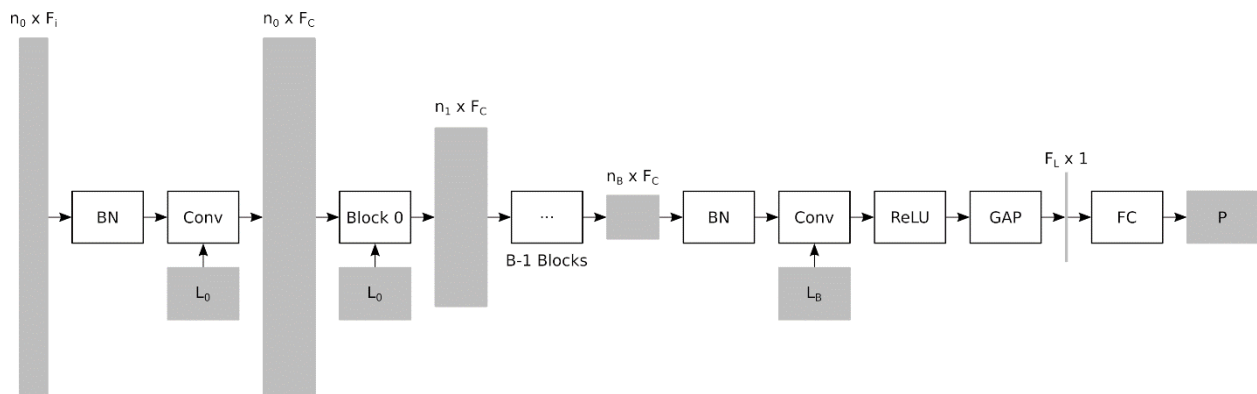 n₀ x Fᵢ
n₀ x F_C
n₁ x F_C
n_B x F_C
F_L x 1
BN
Conv
Block 0
...
BN
Conv
ReLU
GAP
FC
P
B-1 Blocks
L₀
L₀
L_B